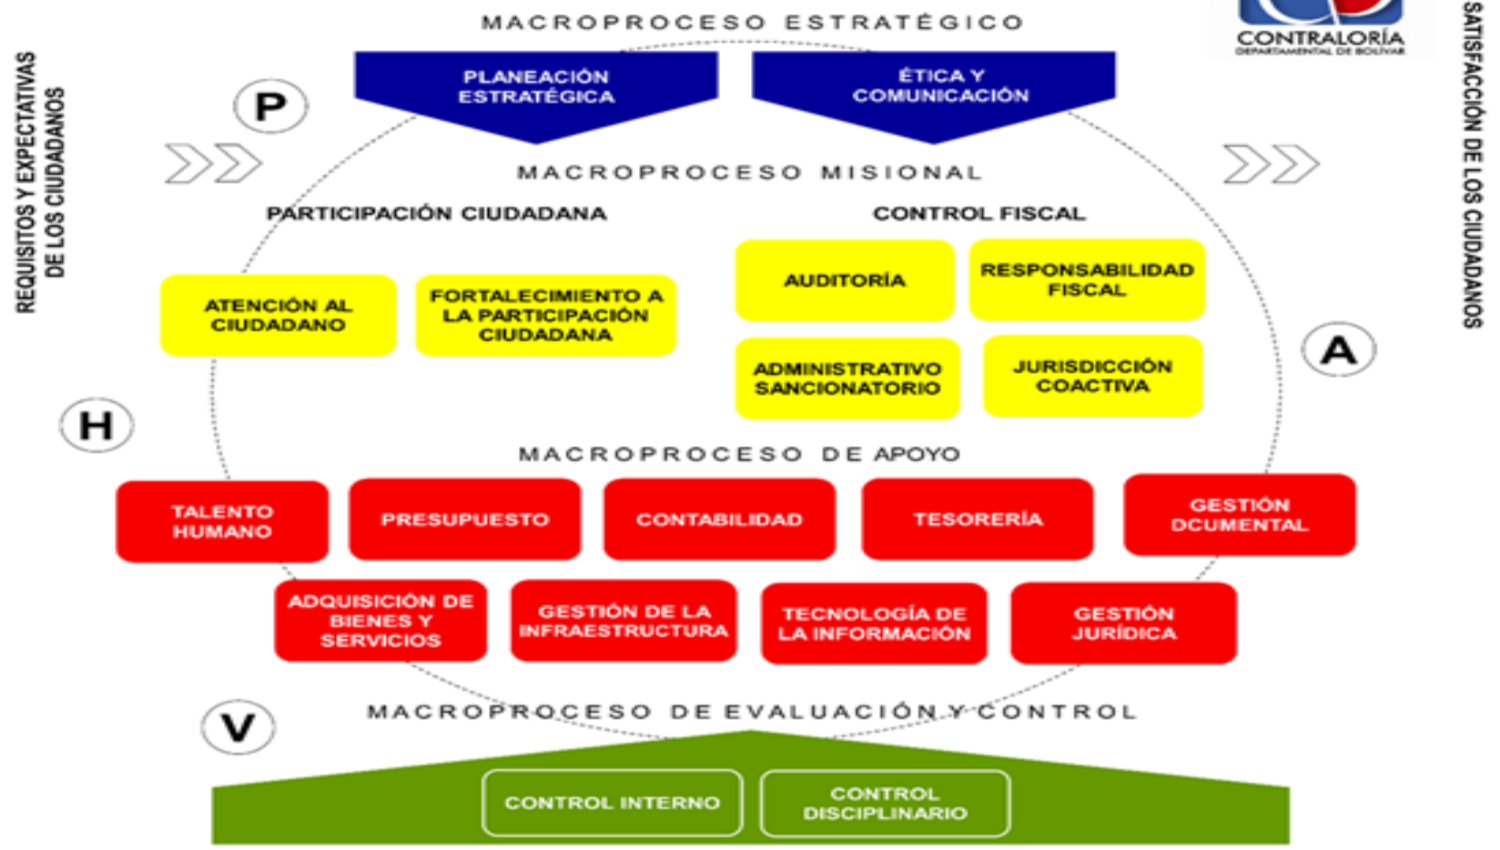 MACROPROCESO ESTRATÉGICO
CONTRALORÍA
DEPARTAMENTAL DE BOLÍVAR
REQUISITOS Y EXPECTATIVAS
DE LOS CIUDADANOS
SATISFACCIÓN DE LOS CIUDADANOS
P
PLANEACIÓN
ESTRATÉGICA
ÉTICA Y
COMUNICACIÓN
MACROPROCESO MISIONAL
PARTICIPACIÓN CIUDADANA
CONTROL FISCAL
ATENCIÓN AL
CIUDADANO
FORTALECIMIENTO A
LA PARTICIPACIÓN
CIUDADANA
AUDITORÍA
RESPONSABILIDAD
FISCAL
ADMINISTRATIVO
SANCIONATORIO
JURISDICCIÓN
COACTIVA
A
H
MACROPROCESO DE APOYO
TALENTO
HUMANO
PRESUPUESTO
CONTABILIDAD
TESORERÍA
GESTIÓN
DCUMENTAL
ADQUISICIÓN DE
BIENES Y
SERVICIOS
GESTIÓN DE LA
INFRAESTRUCTURA
TECNOLOGÍA DE
LA INFORMACIÓN
GESTIÓN
JURÍDICA
V
MACROPROCESO DE EVALUACIÓN Y CONTROL
CONTROL INTERNO
CONTROL
DISCIPLINARIO